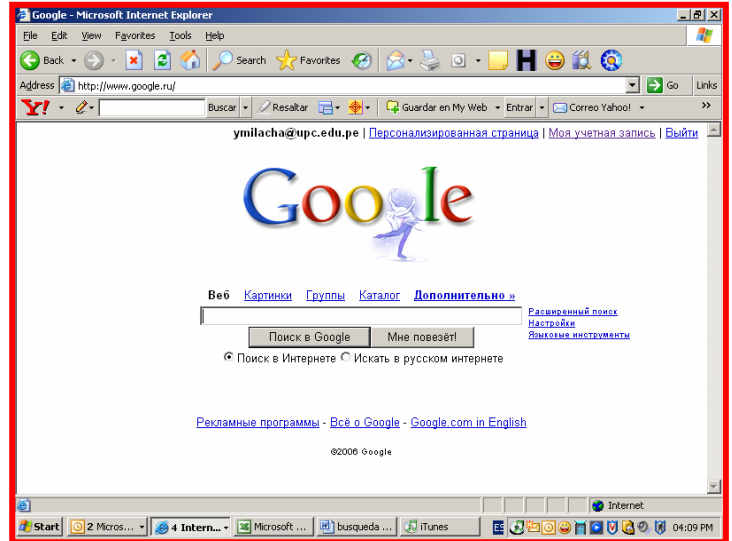 Google - Microsoft Internet Explorer
File Edit View Favorites Tools Help
Back Search Favorites H
Address http://www.google.ru/ Go Links
Y! Buscar Resaltar Guardar en My Web Entrar Correo Yahoo! »
ymilacha@upc.edu.pe | Персонализированная страница | Моя учетная запись | Выйти
Google
Веб Картинки Группы Каталог Дополнительно »
Расширенный поиск
Настройки
Языковые инструменты
Поиск в Google Мне повезёт!
Поиск в Интернете Искать в русском интернете
Рекламные программы - Всё о Google - Google.com in English
©2006 Google
Internet
Start 2 Micros... 4 Intern... Microsoft ... busqueda ... iTunes ES 04:09 PM